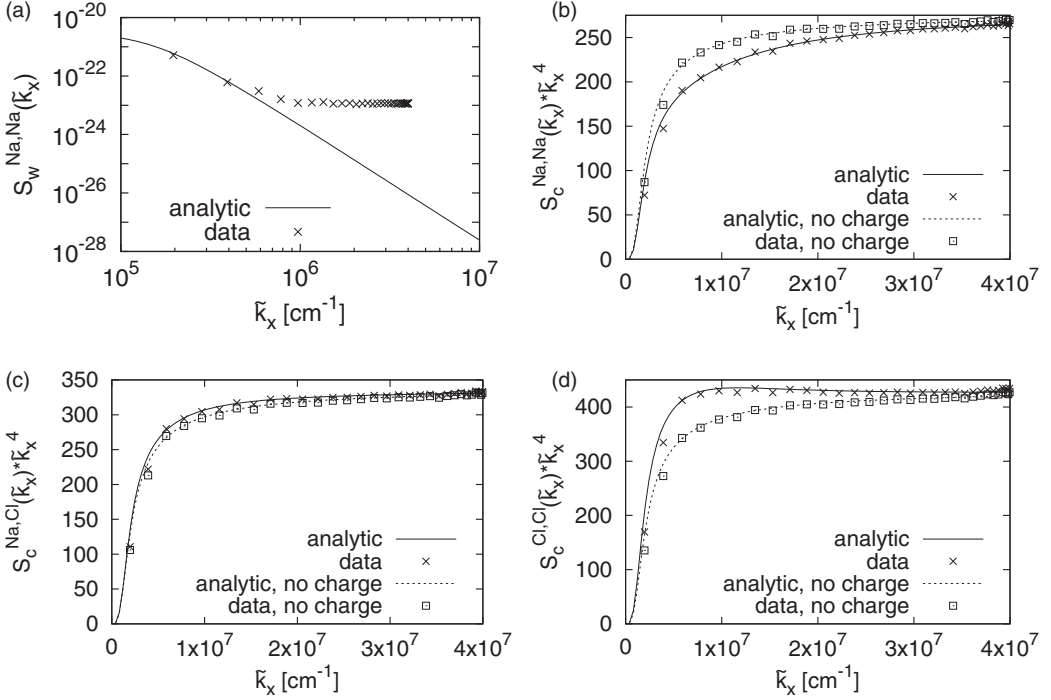 (a)
10^-20
10^-22
10^-24
10^-26
10^-28
S_w^Na,Na(k̃_x)
analytic
data
10^5 10^6 10^7
k̃_x [cm^-1]
(b)
250
200
150
100
50
0
S_c^Na,Na(k̃_x)*k̃_x^4
analytic
data
analytic, no charge
data, no charge
0 1x10^7 2x10^7 3x10^7 4x10^7
k̃_x [cm^-1]
(c)
350
300
250
200
150
100
50
0
S_c^Na,Cl(k̃_x)*k̃_x^4
analytic
data
analytic, no charge
data, no charge
0 1x10^7 2x10^7 3x10^7 4x10^7
k̃_x [cm^-1]
(d)
400
300
200
100
0
S_c^Cl,Cl(k̃_x)*k̃_x^4
analytic
data
analytic, no charge
data, no charge
0 1x10^7 2x10^7 3x10^7 4x10^7
k̃_x [cm^-1]